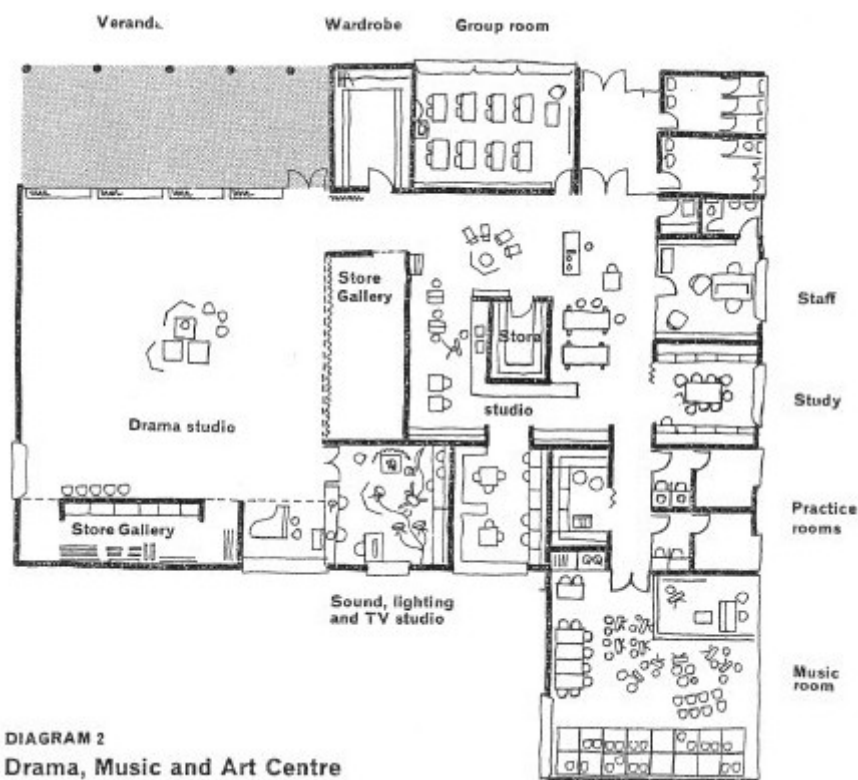 Veranda
Wardrobe
Group room
Store
Gallery
Store
Staff
studio
Study
Drama studio
Store Gallery
Practice
rooms
Sound, lighting
and TV studio
Music
room
DIAGRAM 2
Drama, Music and Art Centre